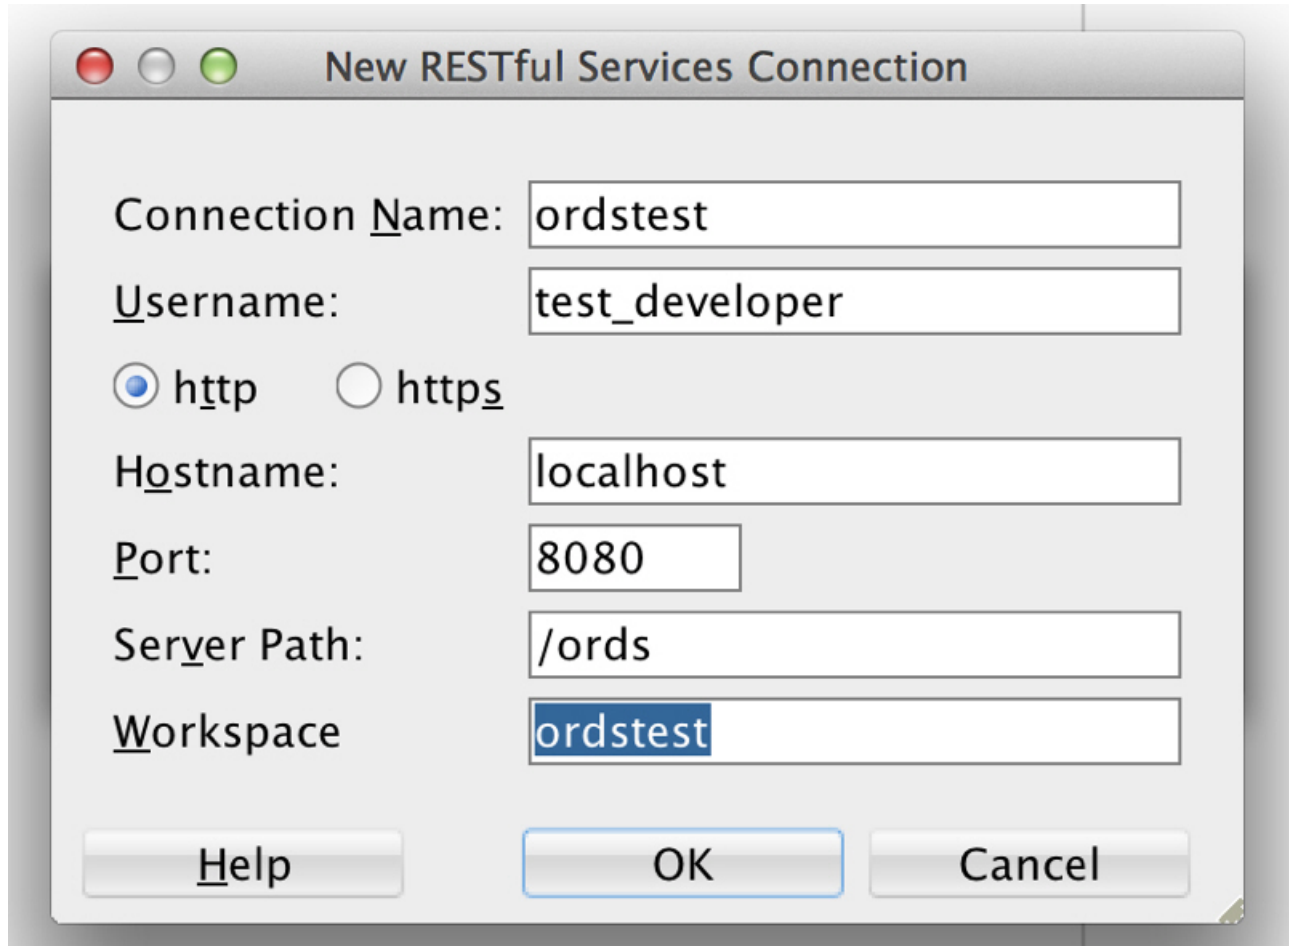 New RESTful Services Connection
Connection Name: ordstest
Username: test_developer
http https
Hostname: localhost
Port: 8080
Server Path: /ords
Workspace ordstest
Help OK Cancel